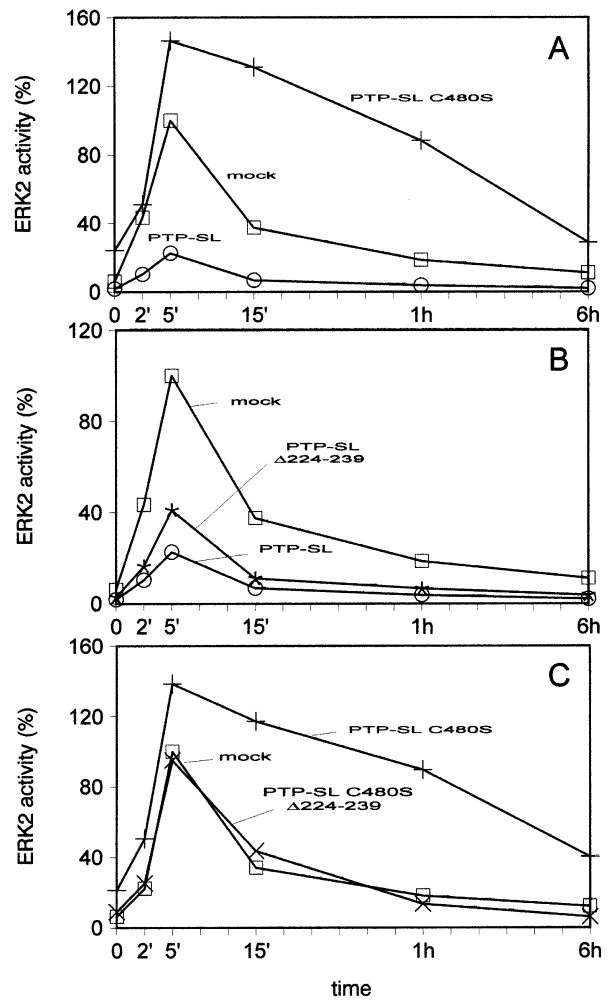 A
ERK2 activity (%)
160
120
80
40
0
PTP-SL C480S
mock
PTP-SL
0 2' 5' 15' 1h 6h
B
ERK2 activity (%)
120
80
40
0
mock
PTP-SL
Δ224-239
PTP-SL
0 2' 5' 15' 1h 6h
C
ERK2 activity (%)
160
120
80
40
0
PTP-SL C480S
mock
PTP-SL C480S
Δ224-239
0 2' 5' 15' 1h 6h
time